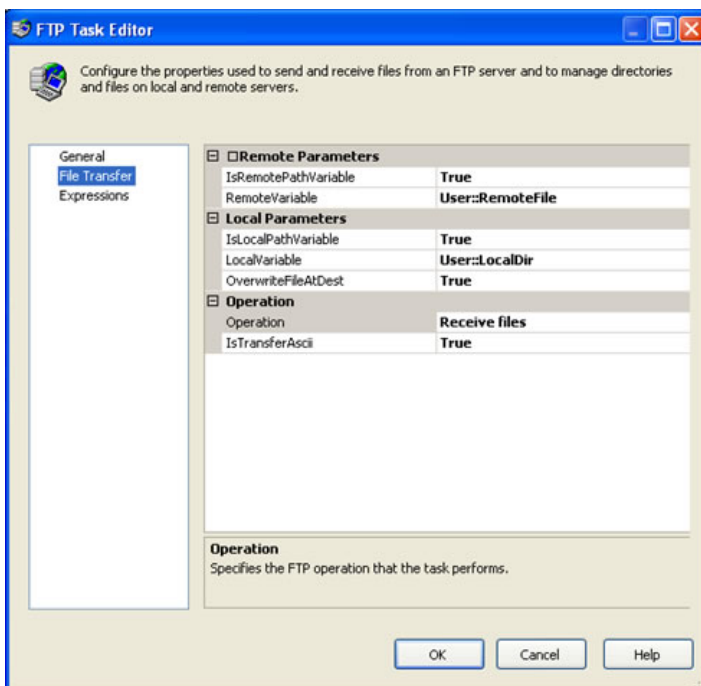 FTP Task Editor
Configure the properties used to send and receive files from an FTP server and to manage directories
and files on local and remote servers.
General
File Transfer
Expressions
Remote Parameters
IsRemotePathVariable True
RemoteVariable User::RemoteFile
Local Parameters
IsLocalPathVariable True
LocalVariable User::LocalDir
OverwriteFileAtDest True
Operation
Operation Receive files
IsTransferAscii True
Operation
Specifies the FTP operation that the task performs.
OK Cancel Help